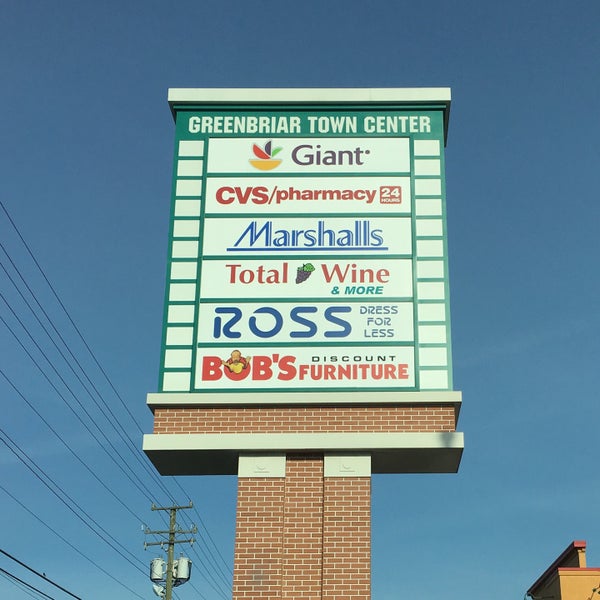 GREENBRIAR TOWN CENTER
Giant
CVS/pharmacy 24 HOURS
Marshalls
Total Wine
& MORE
ROSS DRESS FOR LESS
BOB'S DISCOUNT FURNITURE